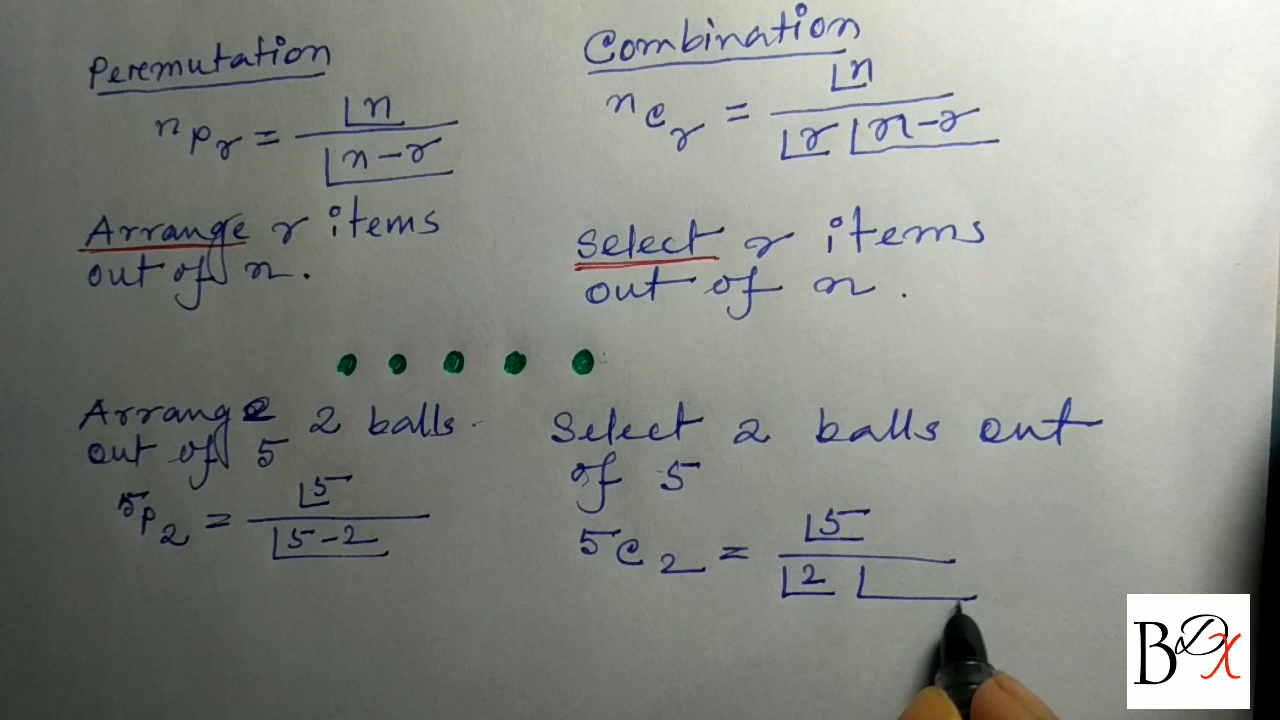 Peremutation
nPr = ⌊n / ⌊n-r
Arrange r items
out of n.
Combination
nCr = ⌊n / ⌊r ⌊n-r
Select r items
out of n.
Arrange 2 balls.
out of 5
5P2 = ⌊5 / ⌊5-2
Select 2 balls out
of 5
5C2 = ⌊5 / ⌊2 ⌊
BDX